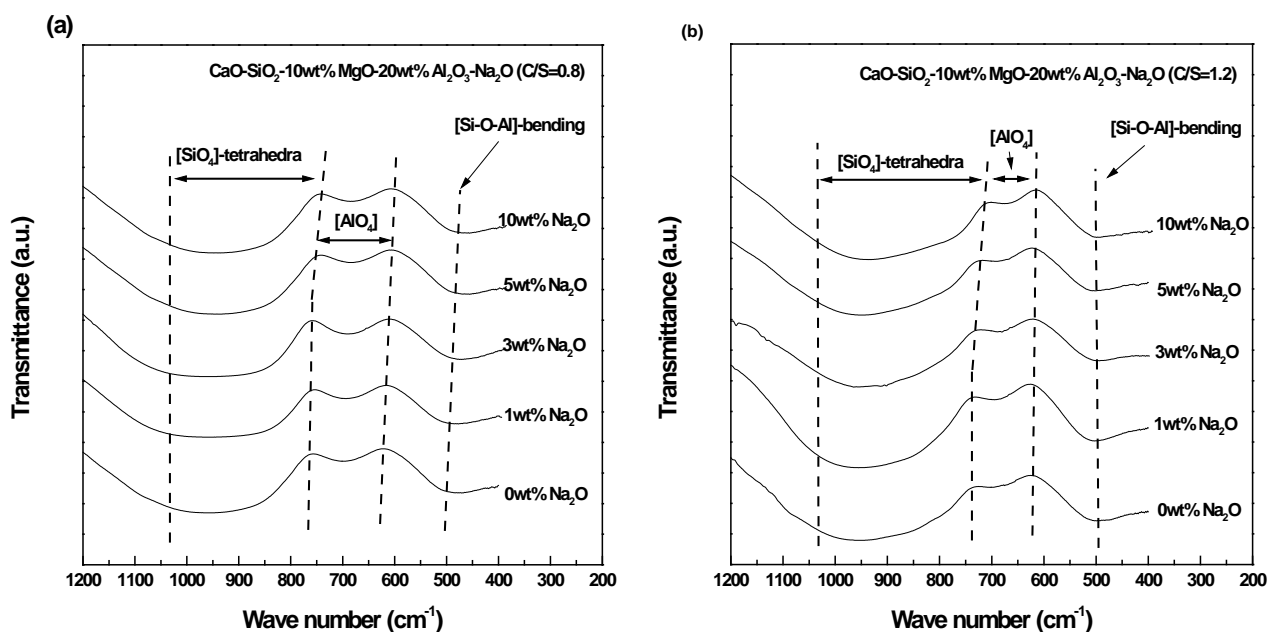 (a)
CaO-SiO₂-10wt% MgO-20wt% Al₂O₃-Na₂O (C/S=0.8)
[Si-O-Al]-bending
[SiO₄]-tetrahedra
[AlO₄]
10wt% Na₂O
5wt% Na₂O
3wt% Na₂O
1wt% Na₂O
0wt% Na₂O
Transmittance (a.u.)
1200 1100 1000 900 800 700 600 500 400 300 200
Wave number (cm⁻¹)
(b)
CaO-SiO₂-10wt% MgO-20wt% Al₂O₃-Na₂O (C/S=1.2)
[Si-O-Al]-bending
[AlO₄]
[SiO₄]-tetrahedra
10wt% Na₂O
5wt% Na₂O
3wt% Na₂O
1wt% Na₂O
0wt% Na₂O
Transmittance (a.u.)
1200 1100 1000 900 800 700 600 500 400 300 200
Wave number (cm⁻¹)